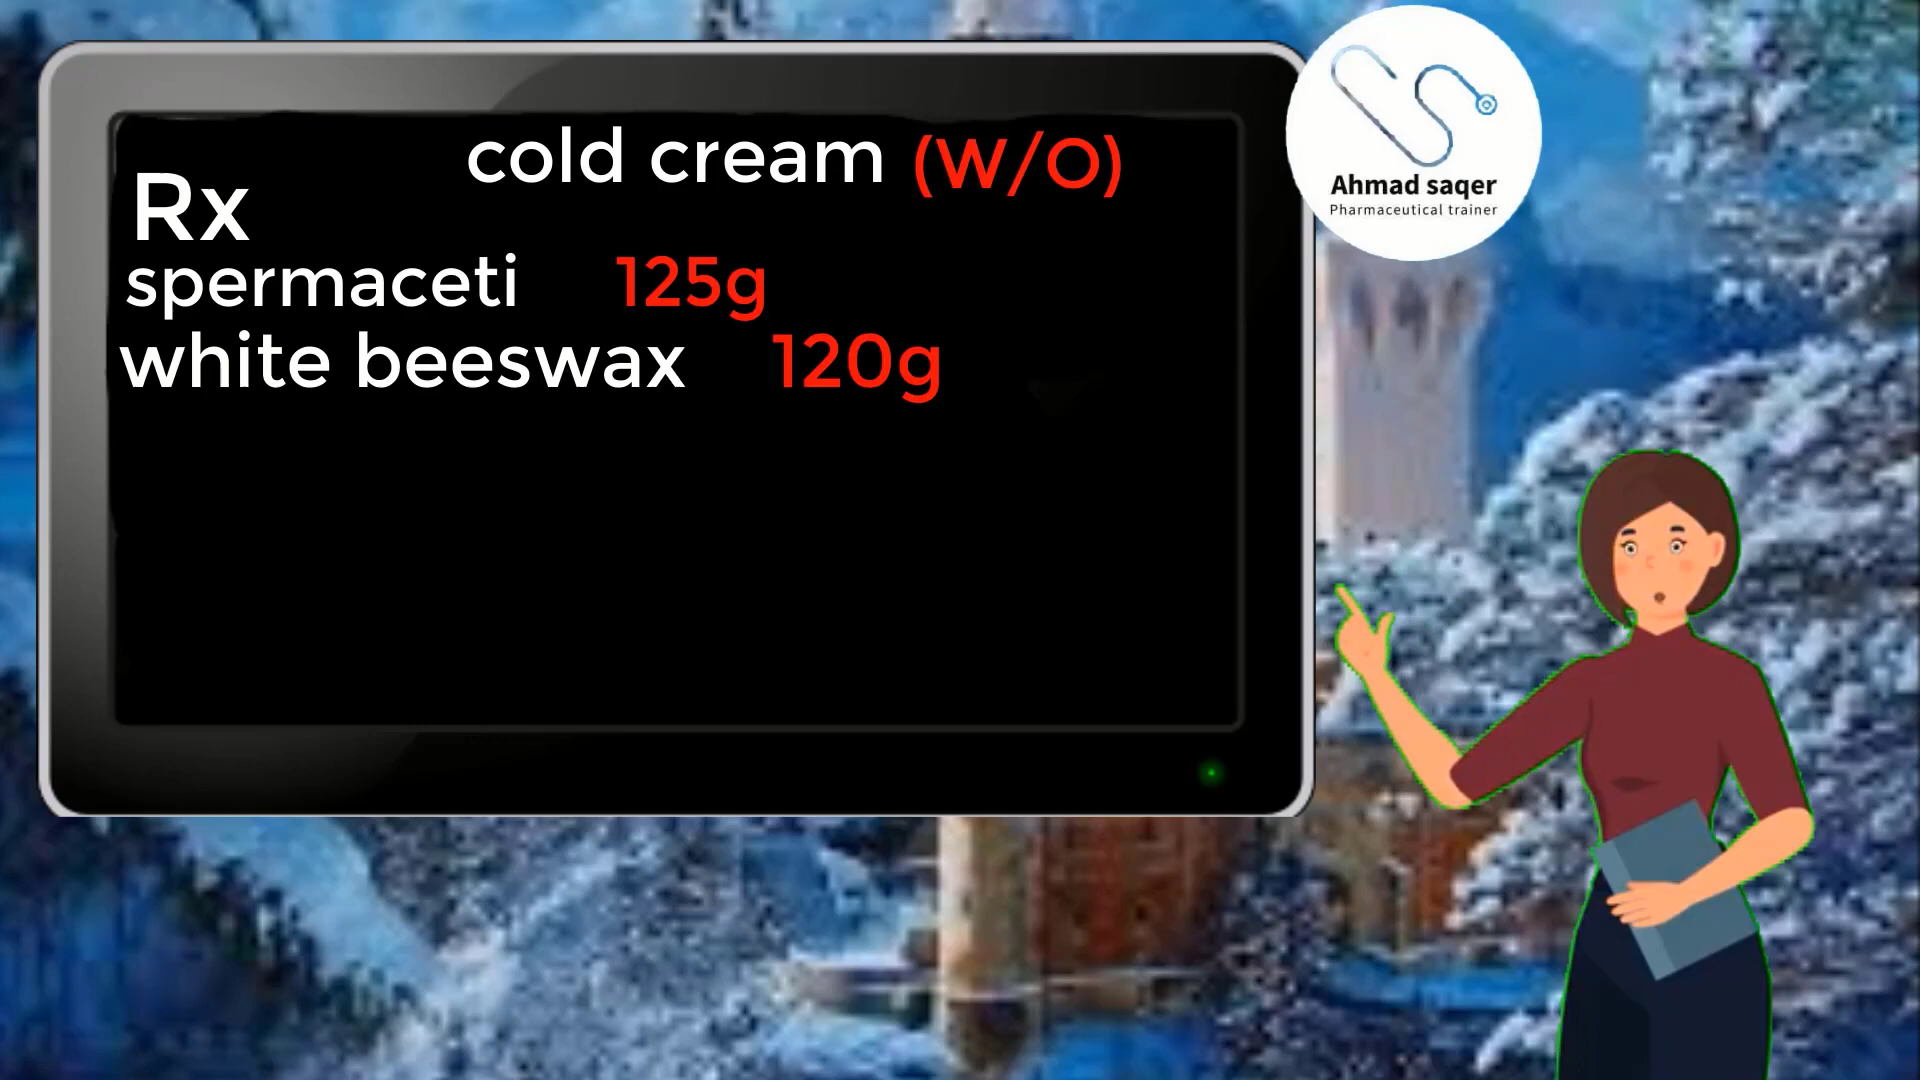 cold cream (W/O)
Rx
spermaceti 125g
white beeswax 120g
Ahmad saqer
Pharmaceutical trainer